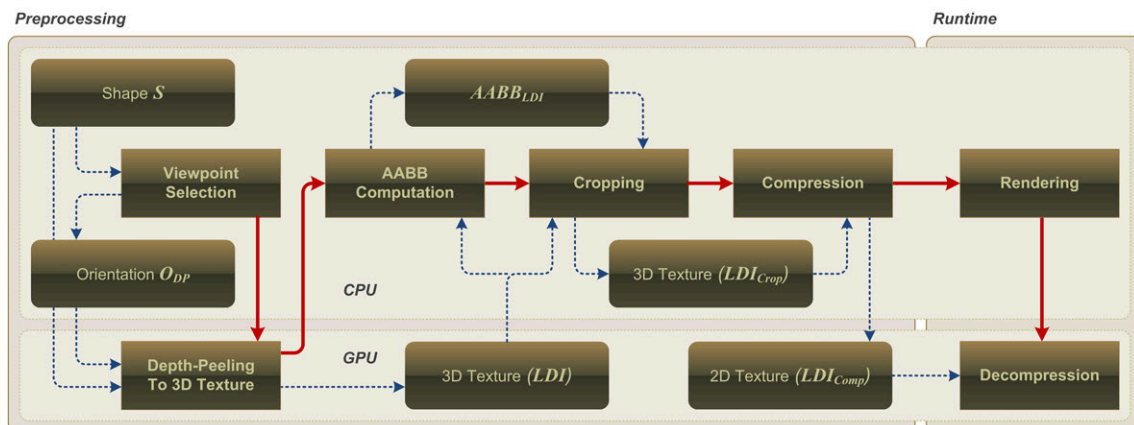 Preprocessing
Runtime
Shape S
AABB_LDI
Viewpoint
Selection
AABB
Computation
Cropping
Compression
Rendering
Orientation O_DP
3D Texture (LDI_Crop)
CPU
GPU
Depth-Peeling
To 3D Texture
3D Texture (LDI)
2D Texture (LDI_Comp)
Decompression